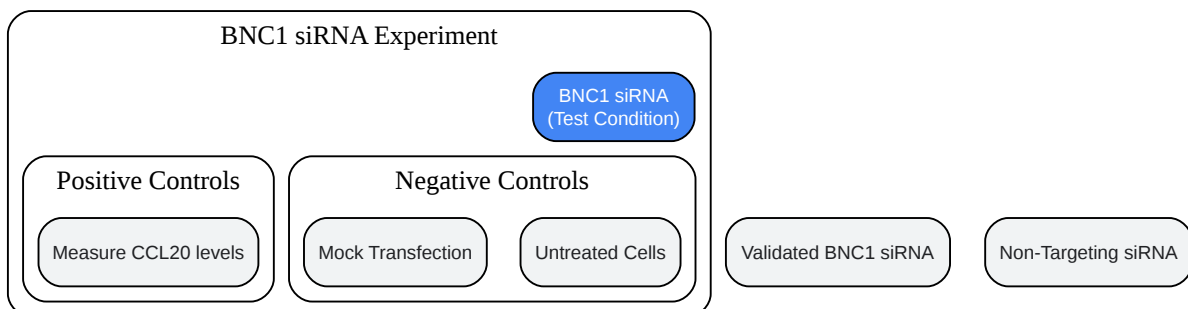 BNC1 siRNA Experiment
BNC1 siRNA
(Test Condition)
Positive Controls
Negative Controls
Measure CCL20 levels
Mock Transfection
Untreated Cells
Validated BNC1 siRNA
Non-Targeting siRNA